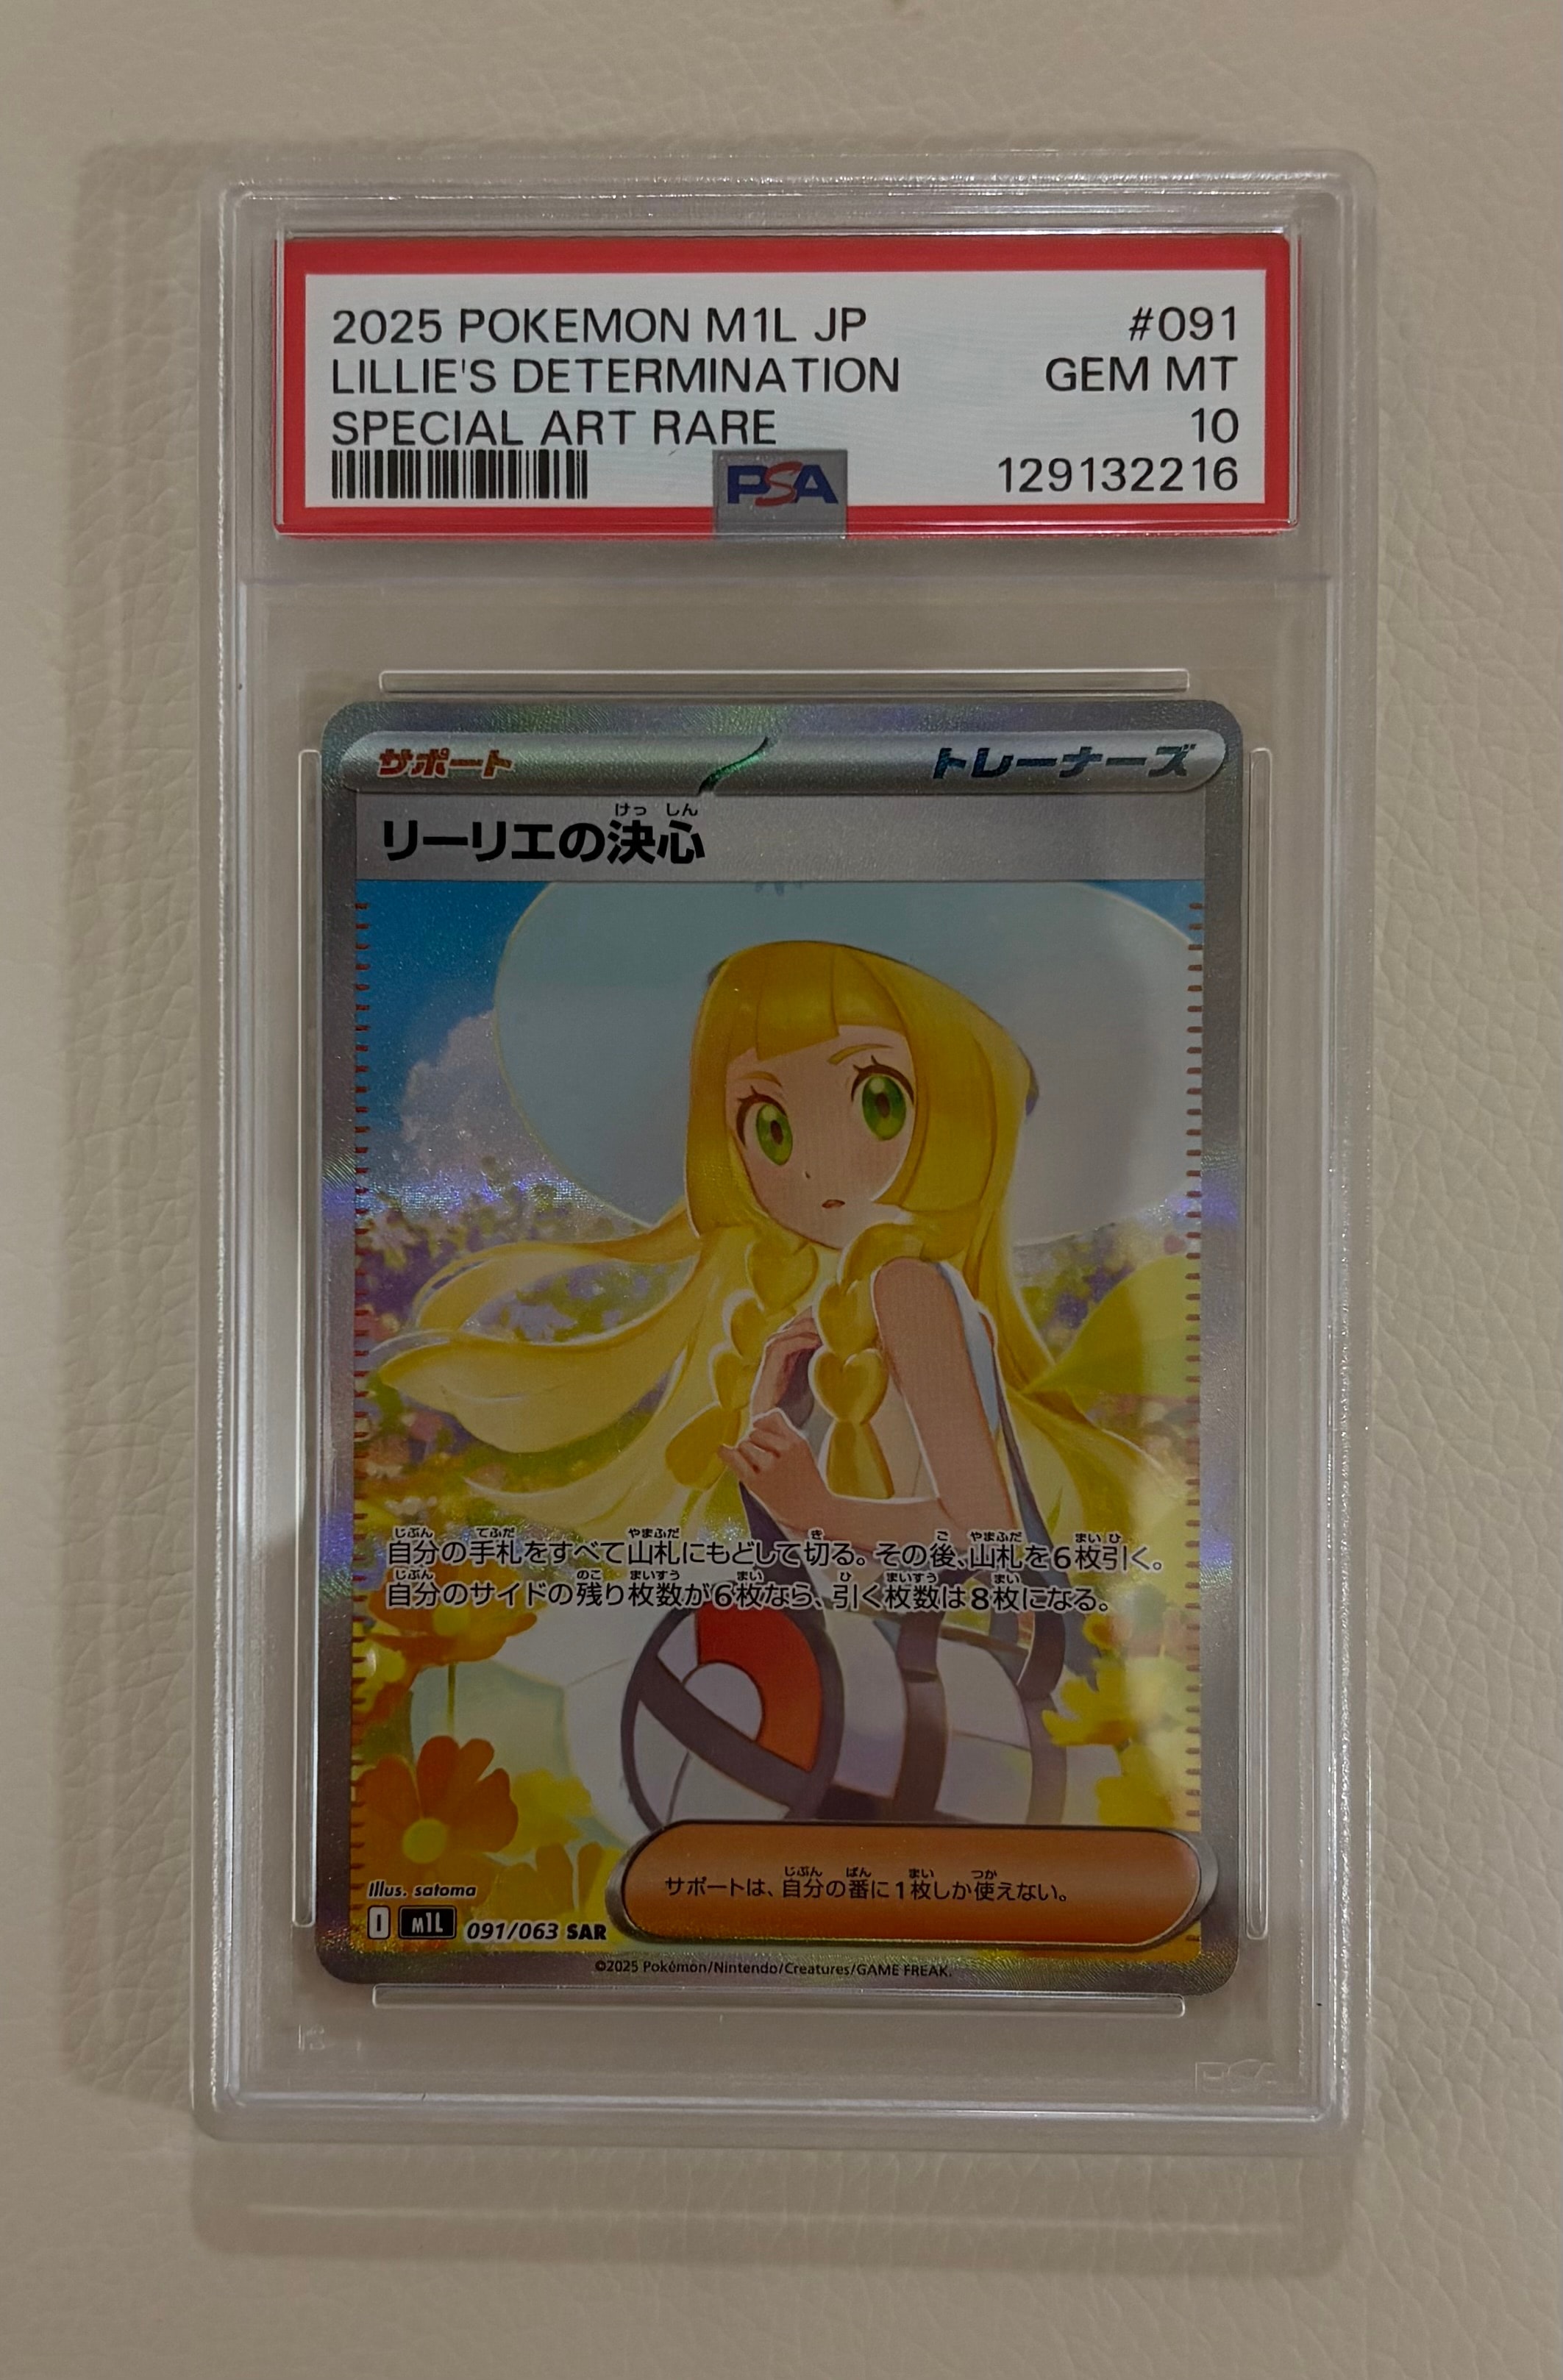 2025 POKEMON M1L JP #091
LILLIE'S DETERMINATION GEM MT
SPECIAL ART RARE 10
PSA 129132216
サポート トレーナーズ
けっ しん
リーリエの決心
じぶん てふだ やまふだ き ご やまふだ まい ひ
自分の手札をすべて山札にもどして切る。その後、山札を6枚引く。
じぶん のこ まいすう まい ひ まいすう まい
自分のサイドの残り枚数が6枚なら、引く枚数は8枚になる。
じぶん ばん まい つか
サポートは、自分の番に1枚しか使えない。
Illus. satoma
I M1L 091/063 SAR
©2025 Pokémon/Nintendo/Creatures/GAME FREAK.
PSA